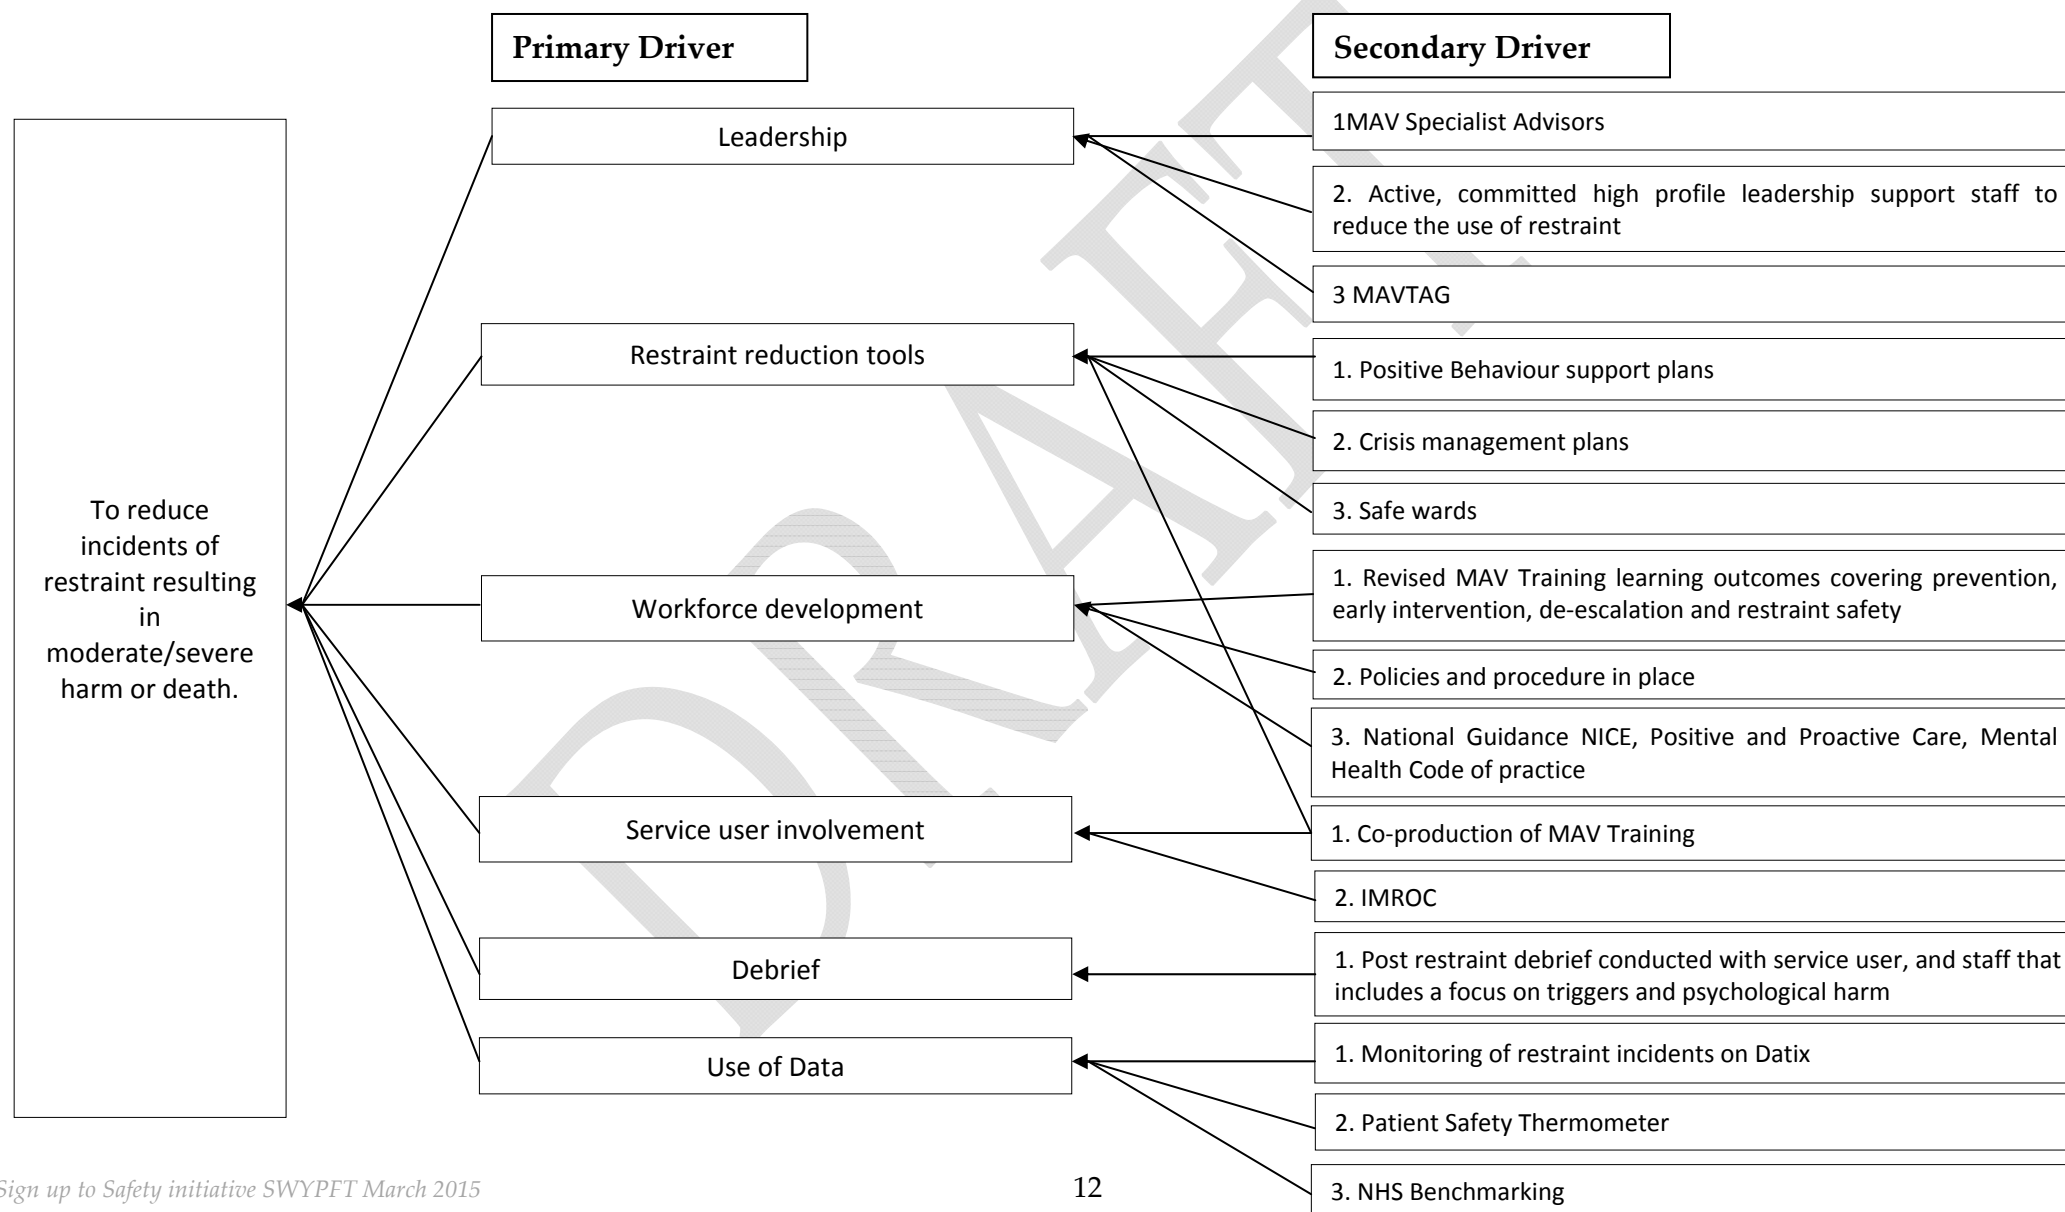 Primary Driver
Secondary Driver
To reduce
incidents of
restraint resulting
in
moderate/severe
harm or death.
Leadership
1MAV Specialist Advisors
2. Active, committed high profile leadership support staff to
reduce the use of restraint
3 MAVTAG
Restraint reduction tools
1. Positive Behaviour support plans
2. Crisis management plans
3. Safe wards
Workforce development
1. Revised MAV Training learning outcomes covering prevention,
early intervention, de-escalation and restraint safety
2. Policies and procedure in place
3. National Guidance NICE, Positive and Proactive Care, Mental
Health Code of practice
Service user involvement
1. Co-production of MAV Training
2. IMROC
Debrief
1. Post restraint debrief conducted with service user, and staff that
includes a focus on triggers and psychological harm
Use of Data
1. Monitoring of restraint incidents on Datix
2. Patient Safety Thermometer
3. NHS Benchmarking
Sign up to Safety initiative SWYPFT March 2015
12
DRAFT